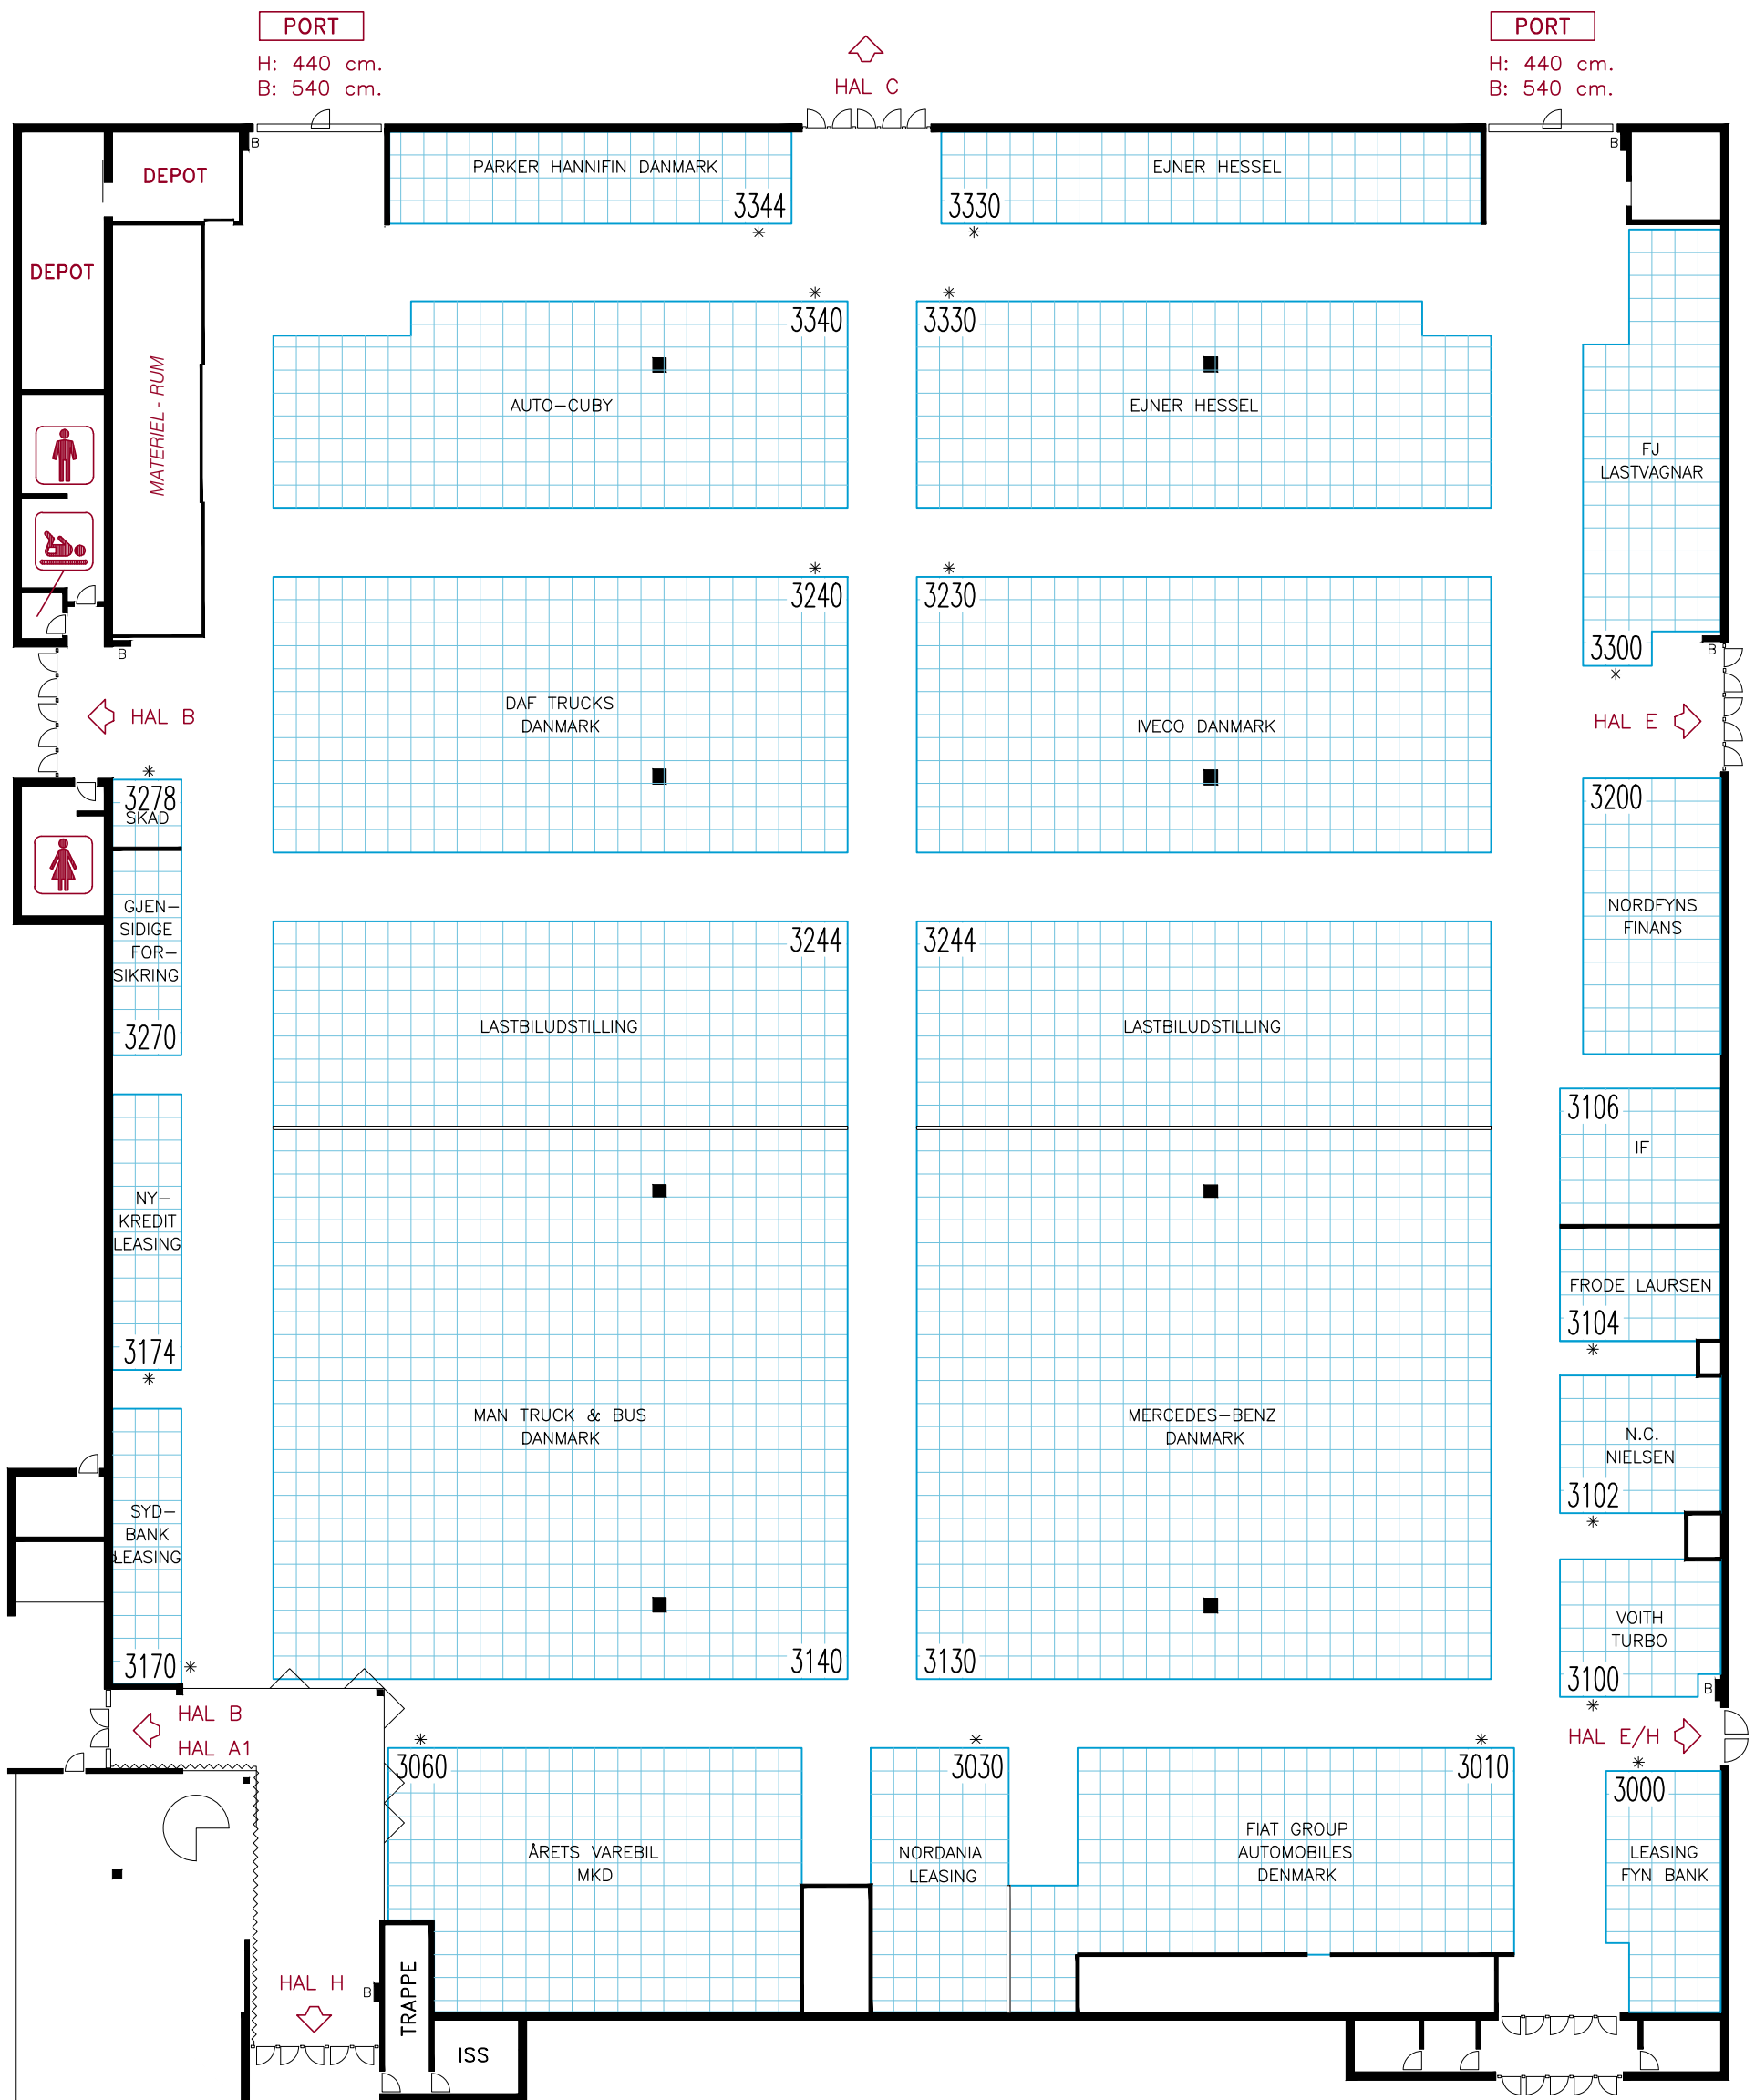 PORT
H: 440 cm.
B: 540 cm.
HAL C
PORT
H: 440 cm.
B: 540 cm.
B
B
DEPOT
PARKER HANNIFIN DANMARK
3344
EJNER HESSEL
3330
DEPOT
3340
AUTO-CUBY
3330
EJNER HESSEL
MATERIEL - RUM
FJ
LASTVAGNAR
3300
B
B
3240
DAF TRUCKS
DANMARK
3230
IVECO DANMARK
HAL B
HAL E
3278
SKAD
3200
NORDFYNS
FINANS
GJEN-
SIDIGE
FOR-
SIKRING
3270
3244
LASTBILUDSTILLING
3244
LASTBILUDSTILLING
3106
IF
NY-
KREDIT
LEASING
3174
FRODE LAURSEN
3104
MAN TRUCK & BUS
DANMARK
3140
MERCEDES-BENZ
DANMARK
3130
N.C.
NIELSEN
3102
SYD-
BANK
LEASING
3170
VOITH
TURBO
3100
B
HAL B
HAL A1
HAL E/H
3060
ÅRETS VAREBIL
MKD
3030
NORDANIA
LEASING
3010
FIAT GROUP
AUTOMOBILES
DENMARK
3000
LEASING
FYN BANK
HAL H
B
TRAPPE
ISS